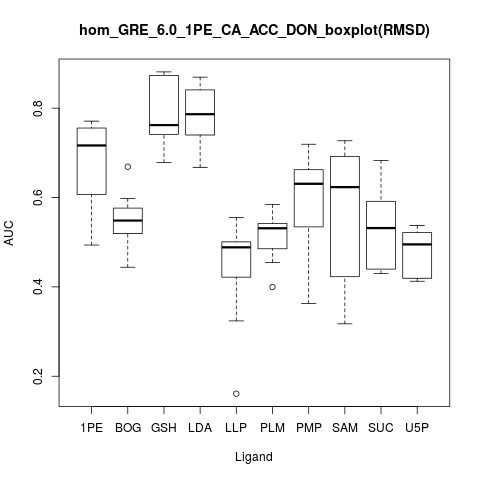 hom_GRE_6.0_1PE_CA_ACC_DON_boxplot(RMSD)
AUC
0.8
0.6
0.4
0.2
1PE BOG GSH LDA LLP PLM PMP SAM SUC U5P
Ligand